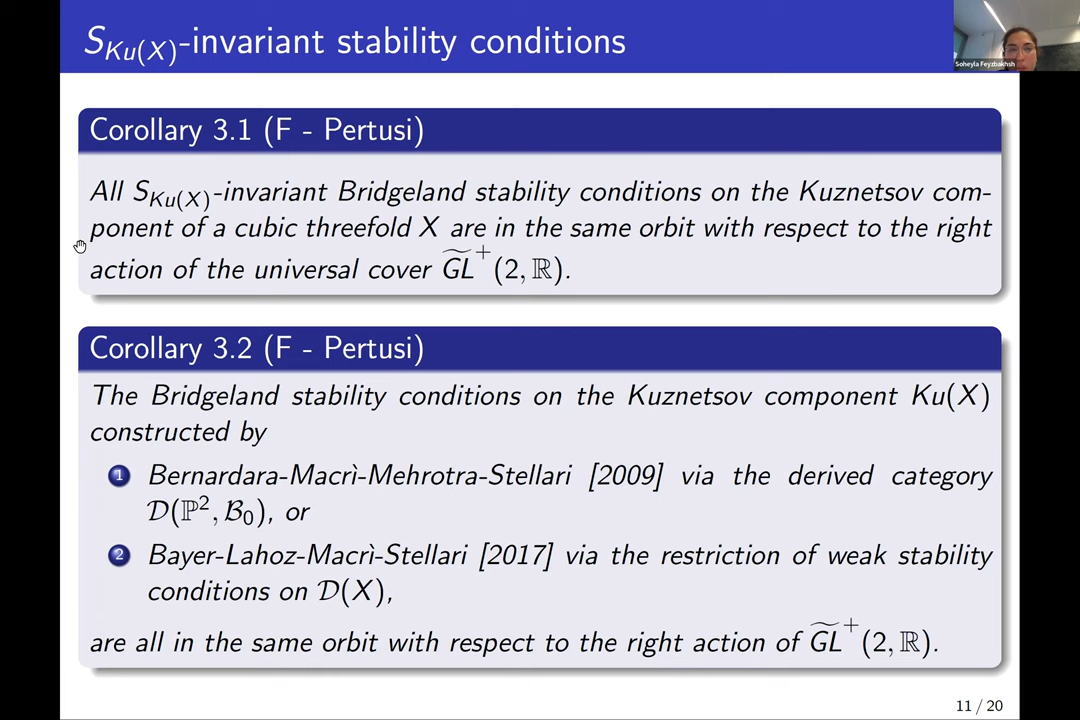 S_{Ku(X)}-invariant stability conditions
Soheyla Feyzbakhsh
Corollary 3.1 (F - Pertusi)
All S_{Ku(X)}-invariant Bridgeland stability conditions on the Kuznetsov com-
ponent of a cubic threefold X are in the same orbit with respect to the right
action of the universal cover \widetilde{GL}^+(2, ℝ).
Corollary 3.2 (F - Pertusi)
The Bridgeland stability conditions on the Kuznetsov component Ku(X)
constructed by
1 Bernardara-Macrì-Mehrotra-Stellari [2009] via the derived category
𝒟(ℙ², ℬ₀), or
2 Bayer-Lahoz-Macrì-Stellari [2017] via the restriction of weak stability
conditions on 𝒟(X),
are all in the same orbit with respect to the right action of \widetilde{GL}^+(2, ℝ).
11 / 20